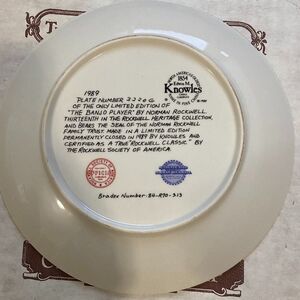 1854
Edwin M.
Knowles
1989
PLATE NUMBER
OF THE ONLY LIMITED EDITION OF
"THE BANJO PLAYER" BY NORMAN ROCKWELL,
THIRTEENTH IN THE ROCKWELL HERITAGE COLLECTION,
AND BEARS THE SEAL OF THE NORMAN ROCKWELL
FAMILY TRUST. MADE IN A LIMITED EDITION
PERMANENTLY CLOSED IN 1989 BY KNOWLES AND
CERTIFIED AS A TRUE "ROCKWELL CLASSIC" BY
THE ROCKWELL SOCIETY OF AMERICA.
Bradex Number: 84-R70-3.13